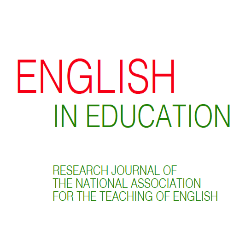 ENGLISH
IN EDUCATION
RESEARCH JOURNAL OF
THE NATIONAL ASSOCIATION
FOR THE TEACHING OF ENGLISH